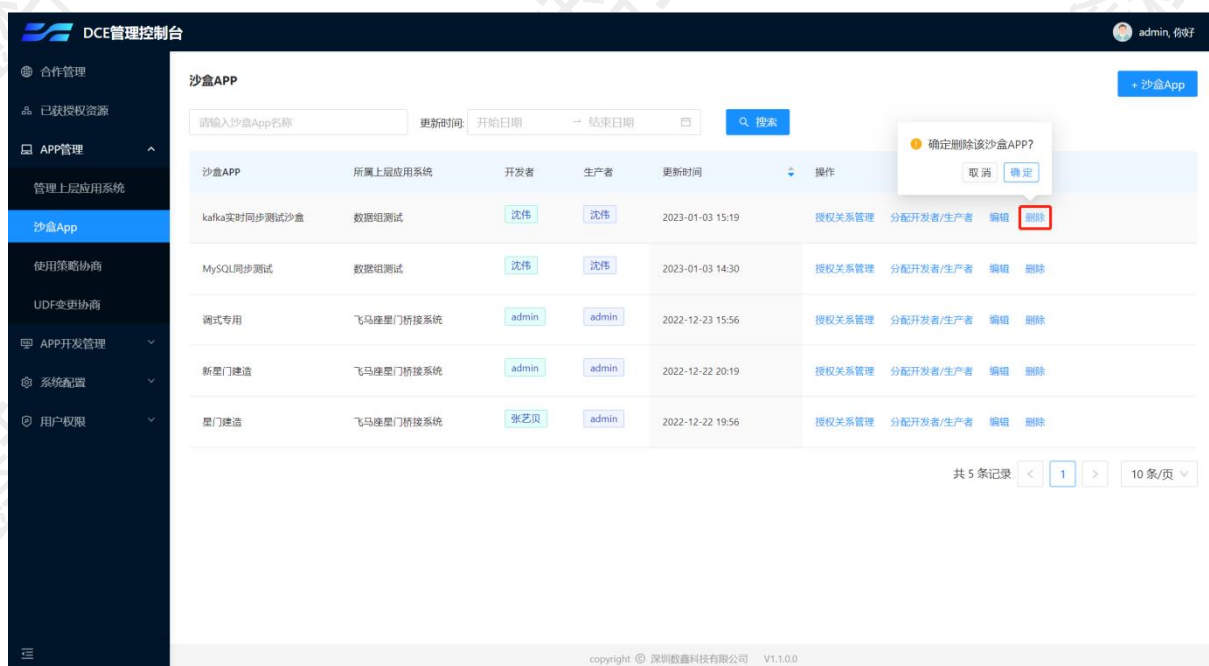 DCE管理控制台
admin, 你好
合作管理
已获授权资源
APP管理
管理上层应用系统
沙盒App
使用策略协商
UDF变更协商
APP开发管理
系统配置
用户权限
沙盒APP
+ 沙盒App
请输入沙盒App名称 更新时间: 开始日期 → 结束日期 搜索
确定删除该沙盒APP?
取消 确定
沙盒APP 所属上层应用系统 开发者 生产者 更新时间 操作
kafka实时同步测试沙盒 数据组测试 沈伟 沈伟 2023-01-03 15:19 授权关系管理 分配开发者/生产者 编辑 删除
MySQL同步测试 数据组测试 沈伟 沈伟 2023-01-03 14:30 授权关系管理 分配开发者/生产者 编辑 删除
调式专用 飞马座星门桥接系统 admin admin 2022-12-23 15:56 授权关系管理 分配开发者/生产者 编辑 删除
新星门建造 飞马座星门桥接系统 admin admin 2022-12-22 20:19 授权关系管理 分配开发者/生产者 编辑 删除
星门建造 飞马座星门桥接系统 张艺贝 admin 2022-12-22 19:56 授权关系管理 分配开发者/生产者 编辑 删除
共 5 条记录 < 1 > 10 条/页
copyright © 深圳数鑫科技有限公司 V1.1.0.0